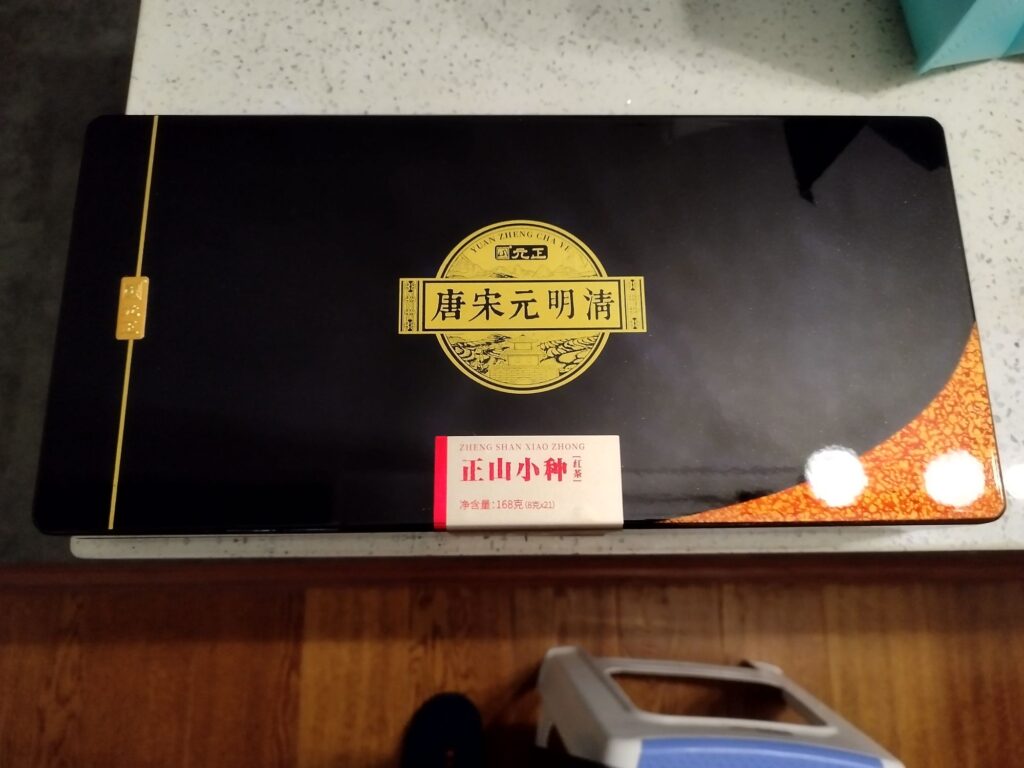 YUAN ZHENG CHA YE
元正
唐宋元明清
ZHENG SHAN XIAO ZHONG
正山小种
[红茶]
净含量:168克(8克x21)